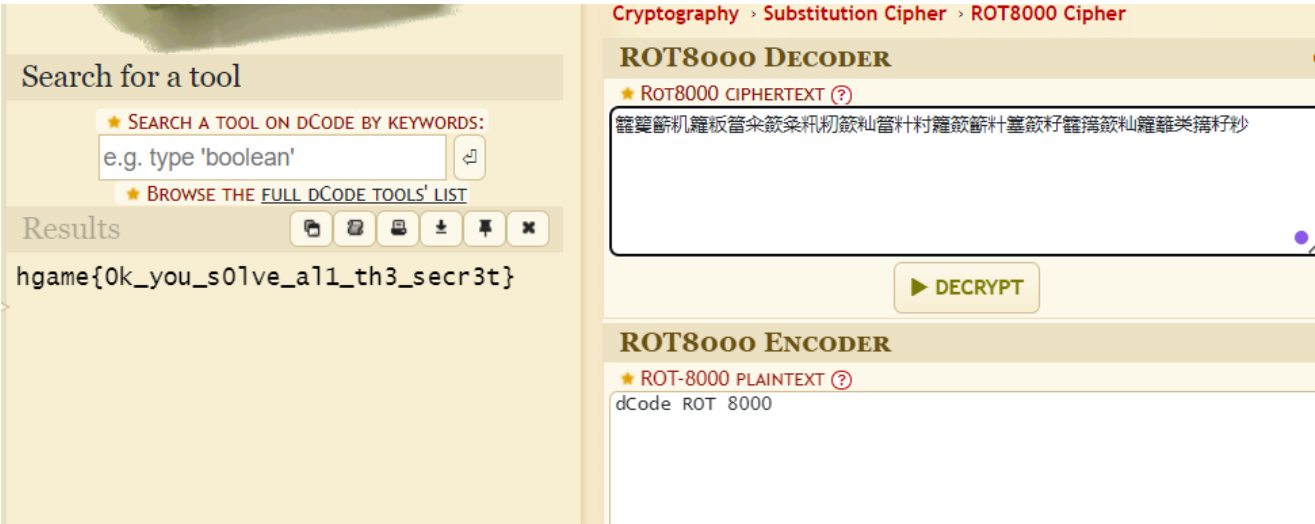 Cryptography › Substitution Cipher › ROT8000 Cipher
Search for a tool
★ SEARCH A TOOL ON dCODE BY KEYWORDS:
e.g. type 'boolean'
★ BROWSE THE FULL DCODE TOOLS' LIST
Results
hgame{0k_you_s0lve_al1_th3_secr3t}
ROT8000 DECODER
★ ROT8000 CIPHERTEXT (?)
▶ DECRYPT
ROT8000 ENCODER
★ ROT-8000 PLAINTEXT (?)
dCode ROT 8000